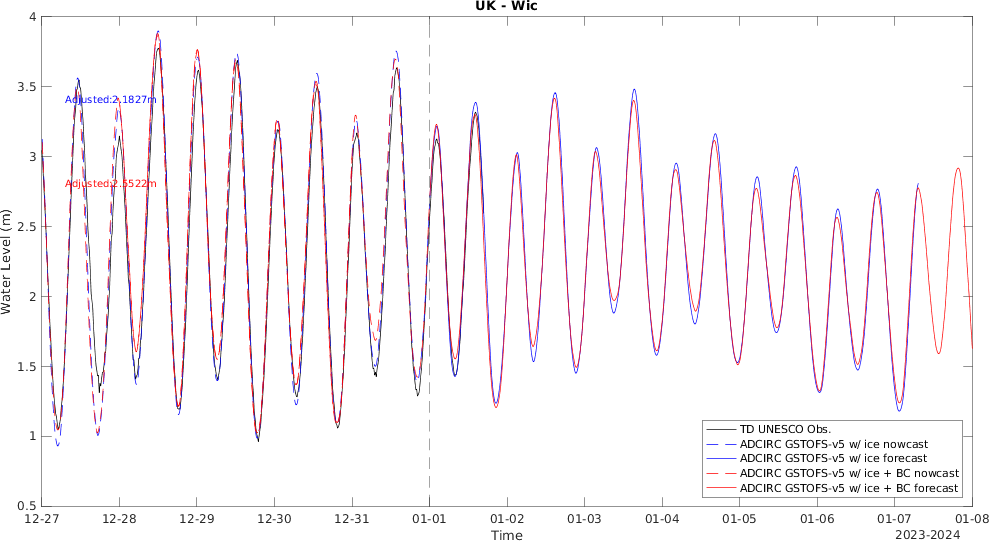 UK - Wic
4
3.5
3
2.5
2
1.5
1
0.5
Water Level (m)
Adjusted:2.1827m
Adjusted:2.5522m
TD UNESCO Obs.
ADCIRC GSTOFS-v5 w/ ice nowcast
ADCIRC GSTOFS-v5 w/ ice forecast
ADCIRC GSTOFS-v5 w/ ice + BC nowcast
ADCIRC GSTOFS-v5 w/ ice + BC forecast
12-27 12-28 12-29 12-30 12-31 01-01 01-02 01-03 01-04 01-05 01-06 01-07 01-08
Time
2023-2024